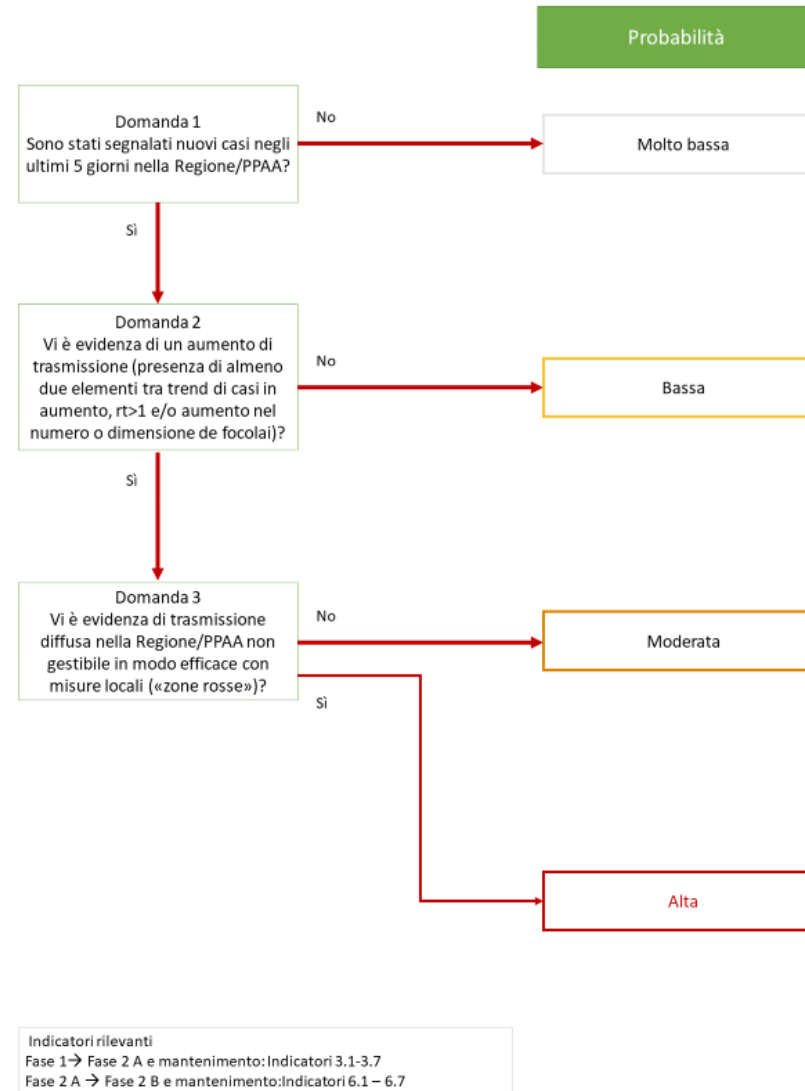 Probabilità
Domanda 1
Sono stati segnalati nuovi casi negli
ultimi 5 giorni nella Regione/PPAA?
No
Molto bassa
Sì
Domanda 2
Vi è evidenza di un aumento di
trasmissione (presenza di almeno
due elementi tra trend di casi in
aumento, rt>1 e/o aumento nel
numero o dimensione de focolai)?
No
Bassa
Sì
Domanda 3
Vi è evidenza di trasmissione
diffusa nella Regione/PPAA non
gestibile in modo efficace con
misure locali («zone rosse»)?
No
Moderata
Sì
Alta
Indicatori rilevanti
Fase 1→ Fase 2 A e mantenimento:Indicatori 3.1-3.7
Fase 2 A → Fase 2 B e mantenimento:Indicatori 6.1 – 6.7